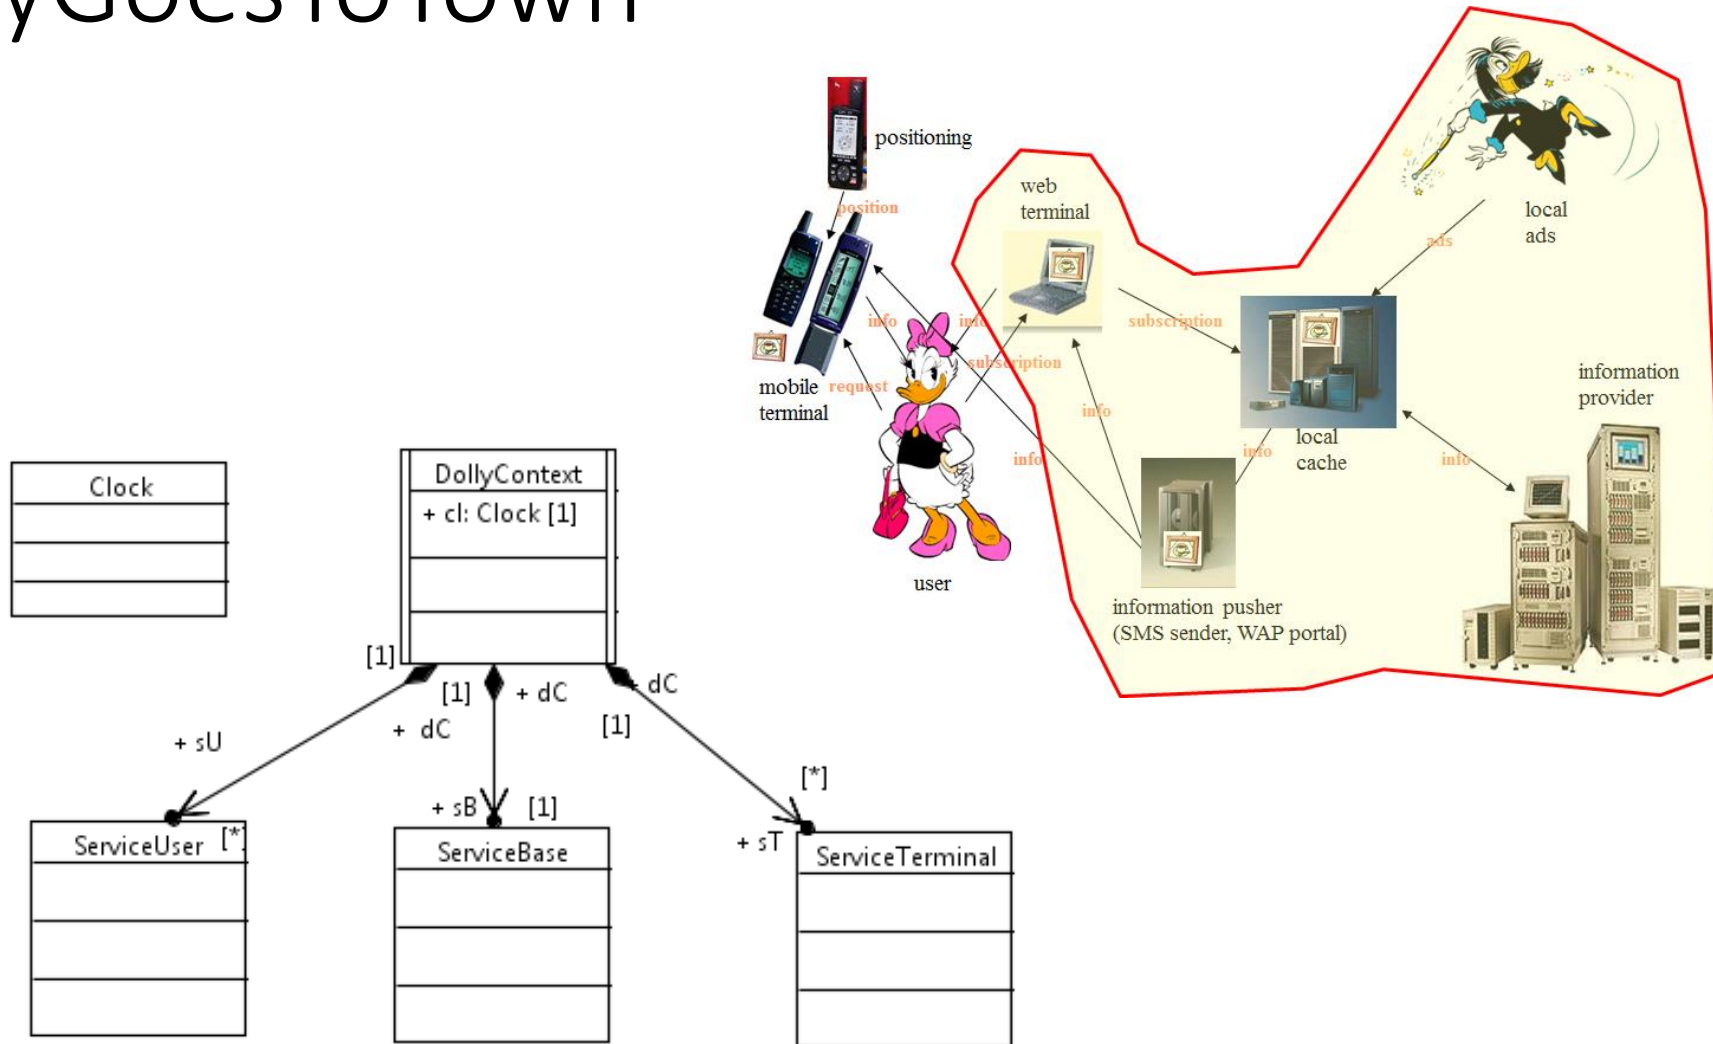 yGoesToTown
positioning
position
web
terminal
local
ads
ads
info
info
subscription
subscription
mobile
terminal
request
info
info
local
cache
info
info
information
provider
user
information pusher
(SMS sender, WAP portal)
Clock
DollyContext
+ cl: Clock [1]
[1]
[1]
+ dC
+ dC
dC
[1]
+ dC
+ sU
[*]
+ sB
[1]
+ sT
ServiceUser
[*
ServiceBase
ServiceTerminal